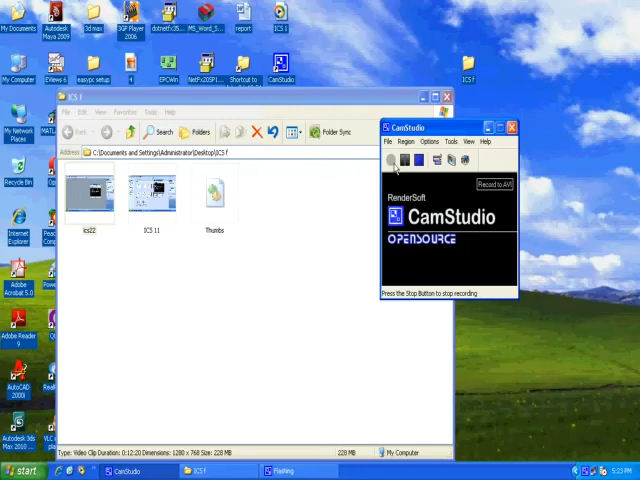 My Documents
Autodesk Maya 2009
3d max
3GP Player 2006
dotnetfx35...
MS_Word_S...
report
ICS 1
My Computer
EViews 6
easypc setup
4
EPCWin
NetFx20SP1...
Shortcut to
CamStudio
ICS f
My Network Places
Recycle Bin
Internet Explorer
Adobe Acrobat 5.0
Adobe Reader 9
AutoCAD 2000i
Autodesk 3ds Max 2010 ...
ICS f
File Edit View Favorites Tools Help
Back Search Folders Folder Sync
Address C:\Documents and Settings\Administrator\Desktop\ICS f
ics22
ICS 11
Thumbs
Type: Video Clip Duration: 0:12:20 Dimensions: 1280 x 768 Size: 228 MB
228 MB
My Computer
CamStudio
File Region Options Tools View Help
Record to AVI
RenderSoft
CamStudio
OPENSOURCE
Press the Stop Button to stop recording
start
CamStudio
ICS f
Flashing
5:23 PM